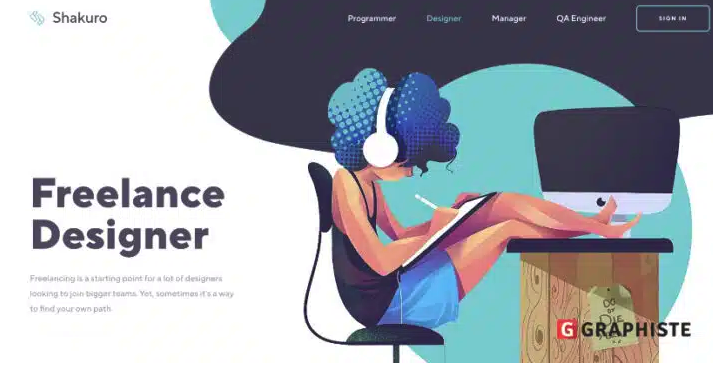 Shakuro
Programmer Designer Manager QA Engineer SIGN IN
Freelance
Designer
Freelancing is a starting point for a lot of designers
looking to join bigger teams. Yet, sometimes it's a way
to find your own path
DO
OR
DIE
G GRAPHISTE